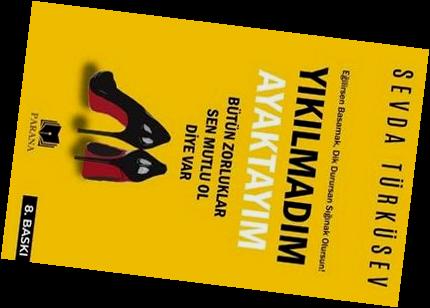 SEVDA TÜRKÜSEV
Eğilirsen Basamak, Dik Durursan Sığınak Olursun!
YIKILMADIM
AYAKTAYIM
BÜTÜN ZORLUKLAR
SEN MUTLU OL
DİYE VAR
PARANA
8. BASKI